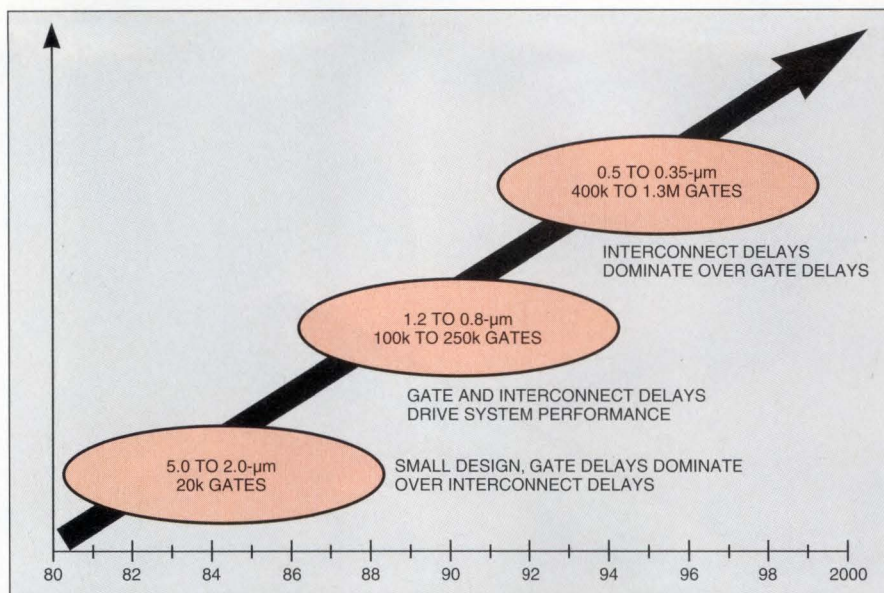 0.5 TO 0.35-µm
400k TO 1.3M GATES
INTERCONNECT DELAYS
DOMINATE OVER GATE DELAYS
1.2 TO 0.8-µm
100k TO 250k GATES
GATE AND INTERCONNECT DELAYS
DRIVE SYSTEM PERFORMANCE
5.0 TO 2.0-µm
20k GATES
SMALL DESIGN, GATE DELAYS DOMINATE
OVER INTERCONNECT DELAYS
80 82 84 86 88 90 92 94 96 98 2000